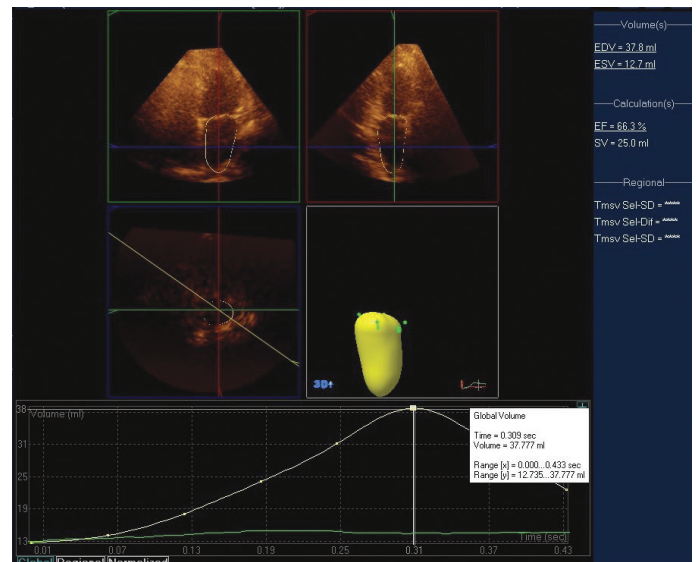 Volume(s)
EDV = 37.8 ml
ESV = 12.7 ml
Calculation(s)
EF = 66.3 %
SV = 25.0 ml
Regional
Tmsv Sel-SD = ****
Tmsv Sel-Dif = ****
Tmsv Sel-SD = ****
3D
Volume (ml)
38
31
25
19
13
Global Volume
Time = 0.309 sec
Volume = 37.777 ml
Range [x] = 0.000...0.433 sec
Range [y] = 12.735...37.777 ml
Time (sec)
0.01 0.07 0.13 0.19 0.25 0.31 0.37 0.43
Global Regional Normalized